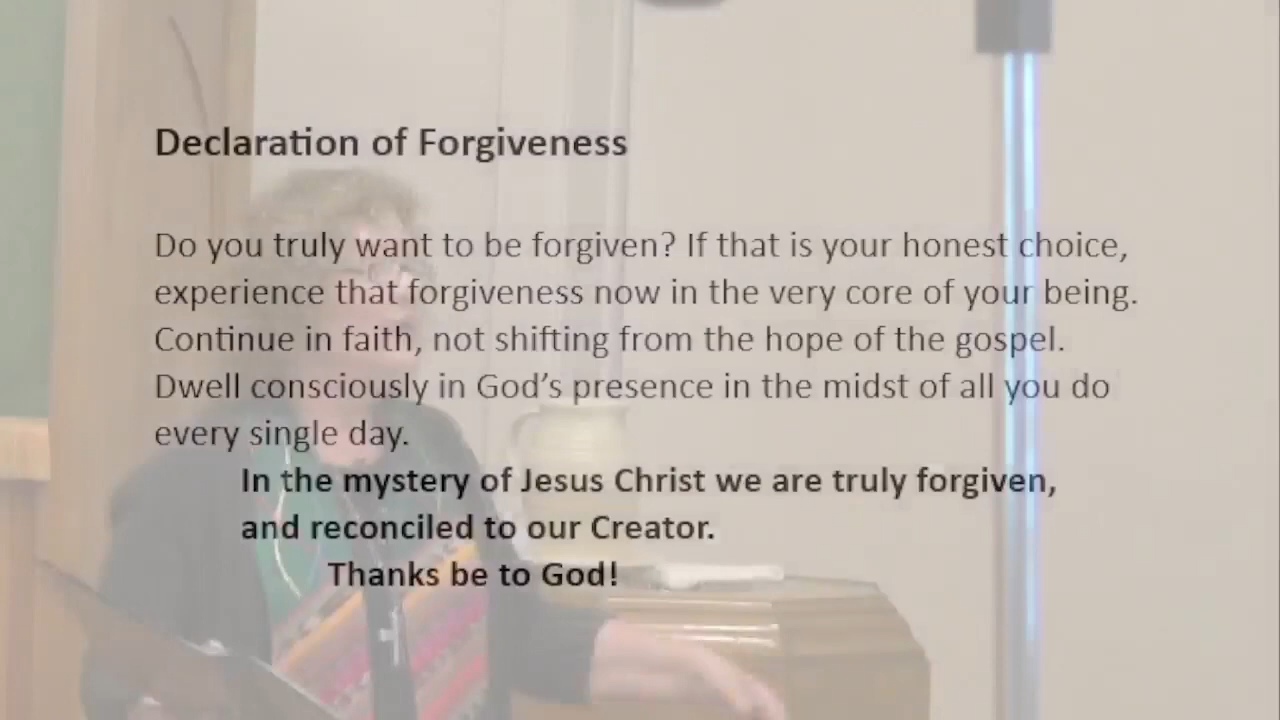 Declaration of Forgiveness
Do you truly want to be forgiven? If that is your honest choice,
experience that forgiveness now in the very core of your being.
Continue in faith, not shifting from the hope of the gospel.
Dwell consciously in God’s presence in the midst of all you do
every single day.
In the mystery of Jesus Christ we are truly forgiven,
and reconciled to our Creator.
Thanks be to God!